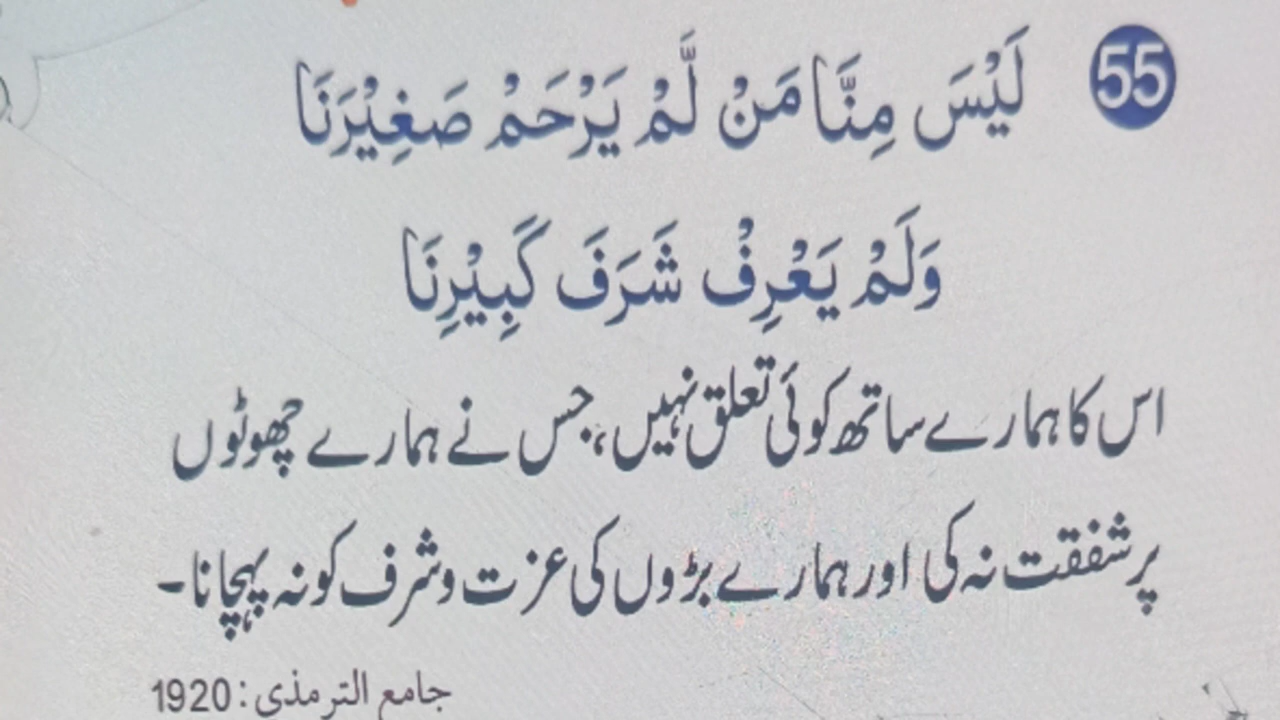 55 لَيْسَ مِنَّا مَنْ لَّمْ يَرْحَمْ صَغِيْرَنَا
وَلَمْ يَعْرِفْ شَرَفَ كَبِيْرِنَا
اس کا ہمارے ساتھ کوئی تعلق نہیں، جس نے ہمارے چھوٹوں
پر شفقت نہ کی اور ہمارے بڑوں کی عزت و شرف کو نہ پہچانا۔
جامع الترمذی: 1920